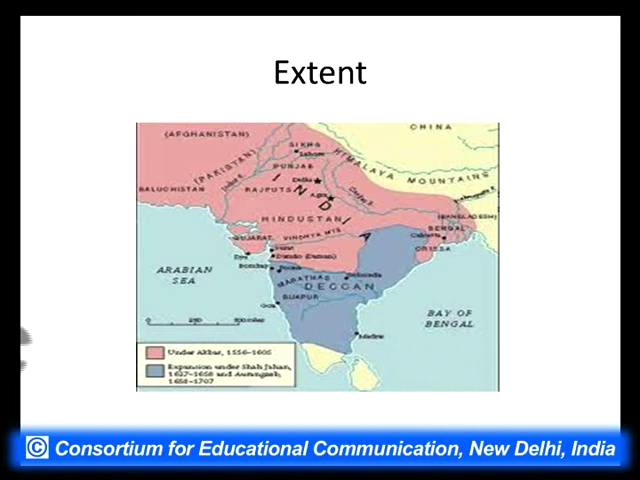 Extent
(AFGHANISTAN)
CHINA
SIKHS
Lahore
(PAKISTAN)
PUNJAB
HIMALAYA MOUNTAINS
Delhi
BALUCHISTAN
RAJPUTS
Agra
INDIA
HINDUSTAN
(BANGLADESH)
BENGAL
GUJARAT
VINDHYA MTS
Calcutta
ORISSA
Diu
Surat
Damão (Daman)
ARABIAN
SEA
Bombay
Poona
Golconda
MARATHAS
DECCAN
BIJAPUR
Goa
BAY OF
BENGAL
Madras
Under Akbar, 1556–1605
Expansion under Shah Jahan,
1627–1658 and Aurangzeb,
1658–1707
© Consortium for Educational Communication, New Delhi, India